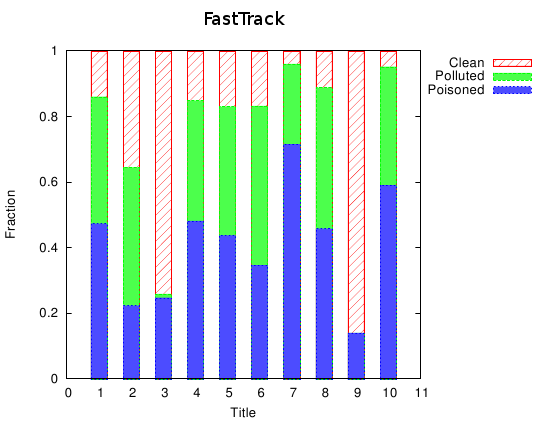 FastTrack
Clean
Polluted
Poisoned
1
0.8
0.6
0.4
0.2
0
Fraction
0 1 2 3 4 5 6 7 8 9 10 11
Title